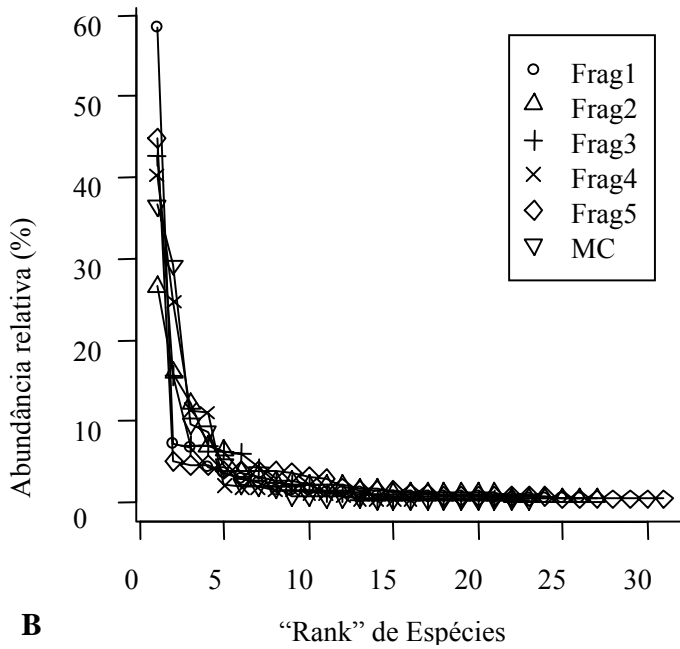 60
50
40
30
20
10
0
Abundância relativa (%)
Frag1
Frag2
Frag3
Frag4
Frag5
MC
0 5 10 15 20 25 30
B
“Rank” de Espécies